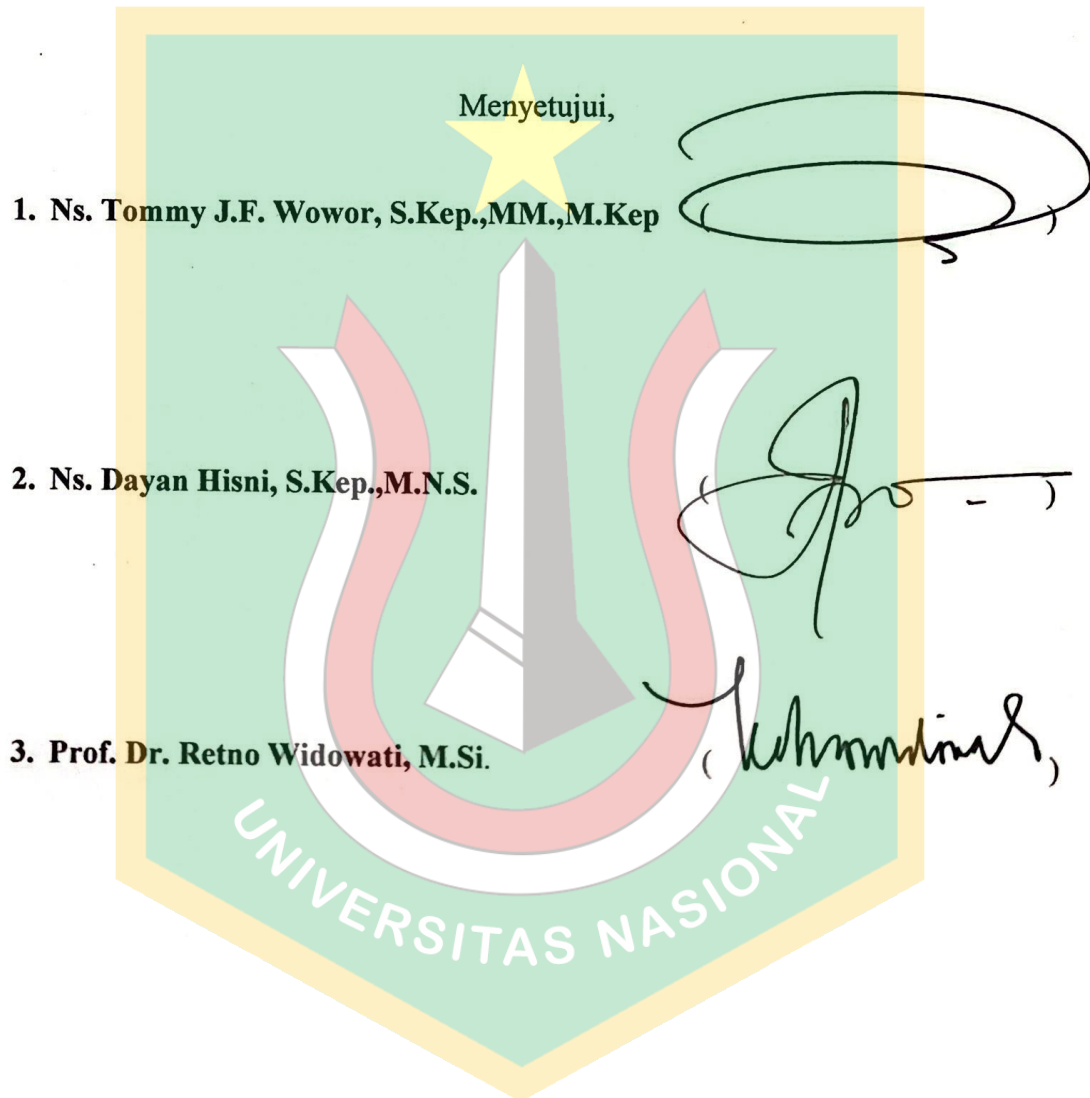 Menyetujui,
1. Ns. Tommy J.F. Wowor, S.Kep.,MM.,M.Kep ( )
2. Ns. Dayan Hisni, S.Kep.,M.N.S. ( )
3. Prof. Dr. Retno Widowati, M.Si. ( )
UNIVERSITAS NASIONAL